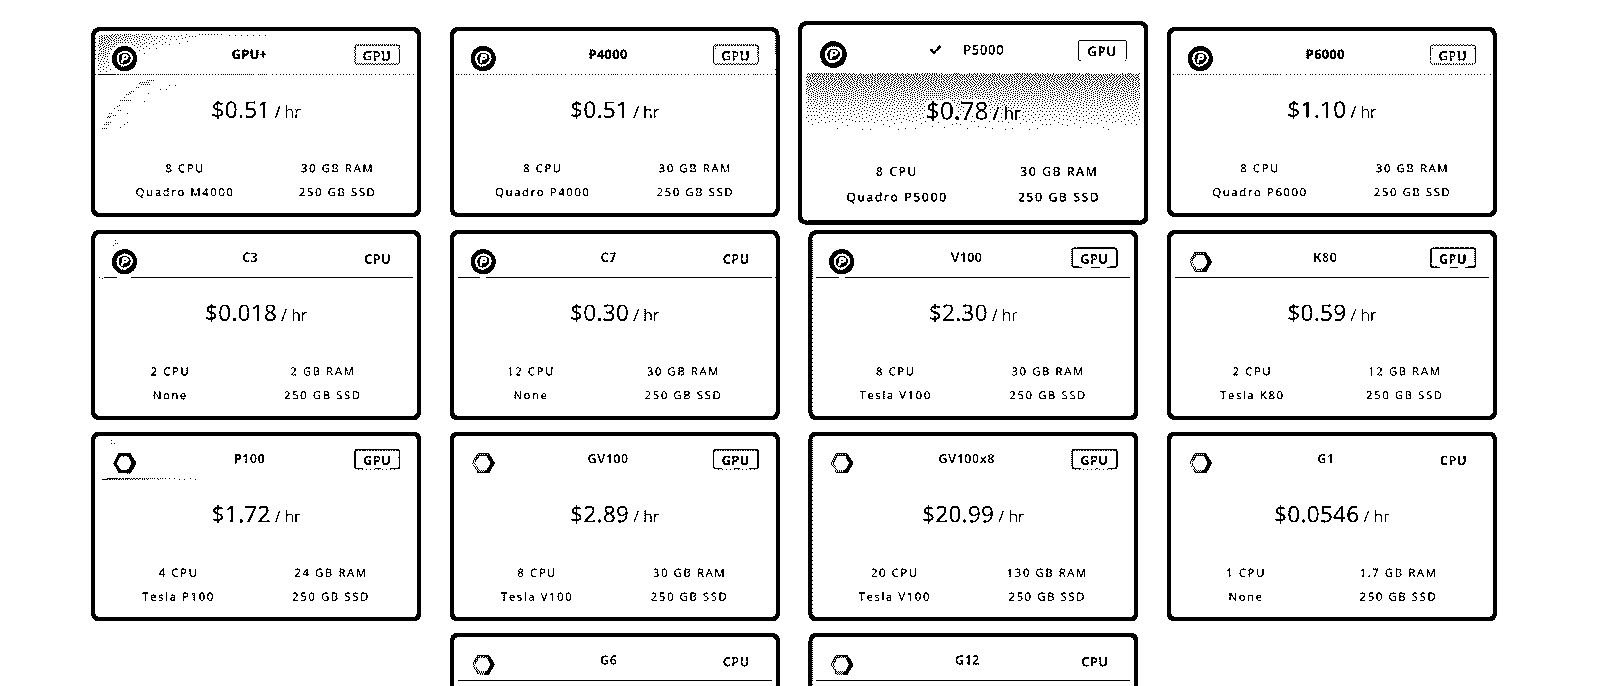 GPU+ GPU
$0.51 / hr
8 CPU 30 GB RAM
Quadro M4000 250 GB SSD
P4000 GPU
$0.51 / hr
8 CPU 30 GB RAM
Quadro P4000 250 GB SSD
P5000 GPU
$0.78 / hr
8 CPU 30 GB RAM
Quadro P5000 250 GB SSD
P6000 GPU
$1.10 / hr
8 CPU 30 GB RAM
Quadro P6000 250 GB SSD
C3 CPU
$0.018 / hr
2 CPU 2 GB RAM
None 250 GB SSD
C7 CPU
$0.30 / hr
12 CPU 30 GB RAM
None 250 GB SSD
V100 GPU
$2.30 / hr
8 CPU 30 GB RAM
Tesla V100 250 GB SSD
K80 GPU
$0.59 / hr
2 CPU 12 GB RAM
Tesla K80 250 GB SSD
P100 GPU
$1.72 / hr
4 CPU 24 GB RAM
Tesla P100 250 GB SSD
GV100 GPU
$2.89 / hr
8 CPU 30 GB RAM
Tesla V100 250 GB SSD
GV100x8 GPU
$20.99 / hr
20 CPU 130 GB RAM
Tesla V100 250 GB SSD
G1 CPU
$0.0546 / hr
1 CPU 1.7 GB RAM
None 250 GB SSD
G6 CPU
G12 CPU